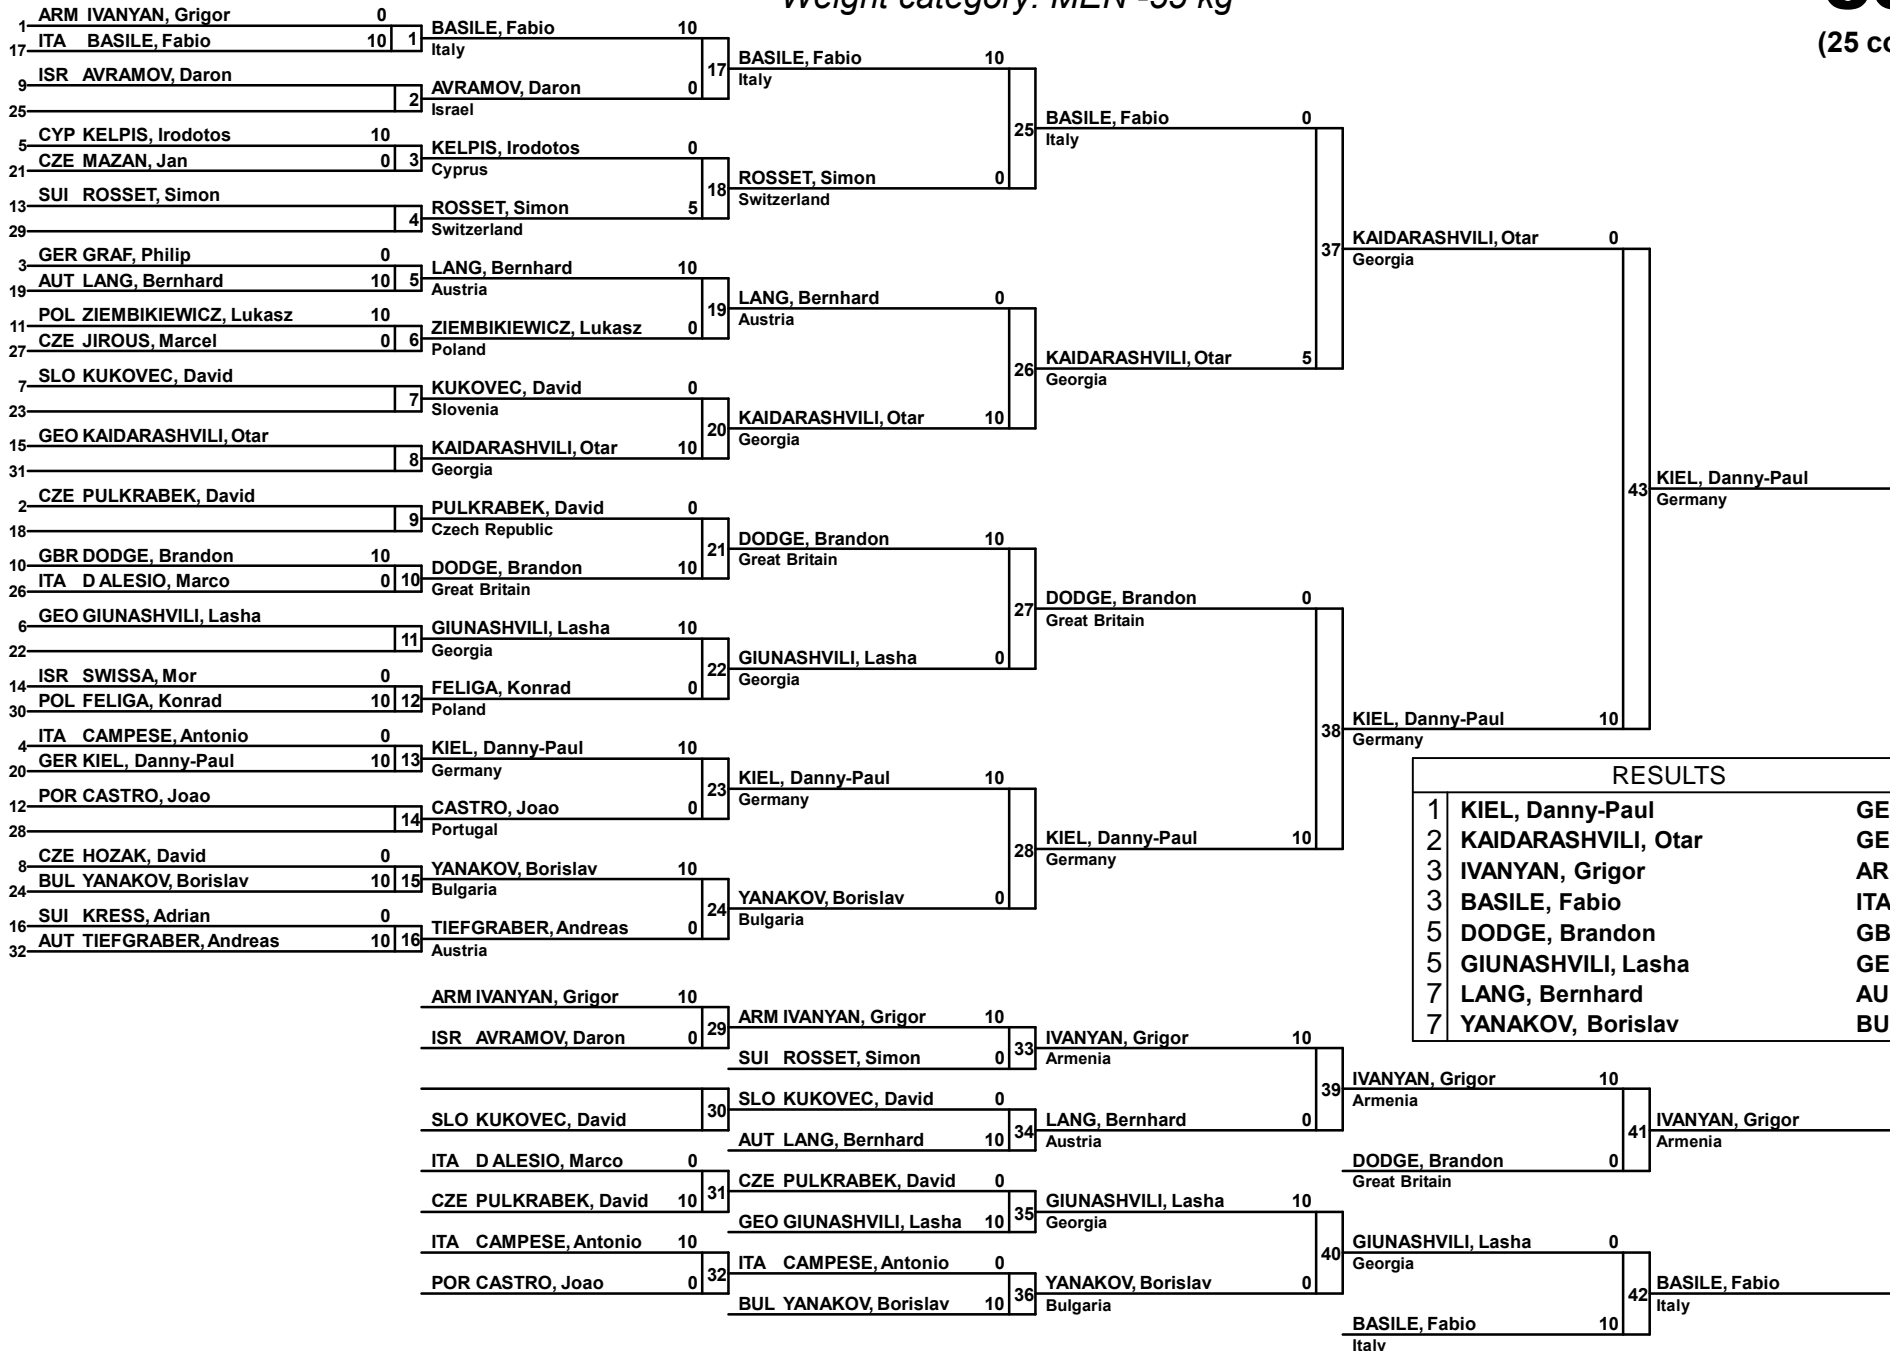 Weight category: MEN -55 kg
(25
1 ARM IVANYAN, Grigor 0
17 ITA BASILE, Fabio 10 1
9 ISR AVRAMOV, Daron
25 2
5 CYP KELPIS, Irodotos 10
21 CZE MAZAN, Jan 0 3
13 SUI ROSSET, Simon
29 4
3 GER GRAF, Philip 0
19 AUT LANG, Bernhard 10 5
11 POL ZIEMBIKIEWICZ, Lukasz 10
27 CZE JIROUS, Marcel 0 6
7 SLO KUKOVEC, David
23 7
15 GEO KAIDARASHVILI, Otar
31 8
2 CZE PULKRABEK, David
18 9
10 GBR DODGE, Brandon 10
26 ITA D ALESIO, Marco 0 10
6 GEO GIUNASHVILI, Lasha
22 11
14 ISR SWISSA, Mor 0
30 POL FELIGA, Konrad 10 12
4 ITA CAMPESE, Antonio 0
20 GER KIEL, Danny-Paul 10 13
12 POR CASTRO, Joao
28 14
8 CZE HOZAK, David 0
24 BUL YANAKOV, Borislav 10 15
16 SUI KRESS, Adrian 0
32 AUT TIEFGRABER, Andreas 10 16
BASILE, Fabio 10
Italy
17
AVRAMOV, Daron 0
Israel
KELPIS, Irodotos 0
Cyprus
18
ROSSET, Simon 5
Switzerland
LANG, Bernhard 10
Austria
19
ZIEMBIKIEWICZ, Lukasz 0
Poland
KUKOVEC, David 0
Slovenia
20
KAIDARASHVILI, Otar 10
Georgia
PULKRABEK, David 0
Czech Republic
21
DODGE, Brandon 10
Great Britain
GIUNASHVILI, Lasha 10
Georgia
22
FELIGA, Konrad 0
Poland
KIEL, Danny-Paul 10
Germany
23
CASTRO, Joao 0
Portugal
YANAKOV, Borislav 10
Bulgaria
24
TIEFGRABER, Andreas 0
Austria
BASILE, Fabio 10
Italy
25
ROSSET, Simon 0
Switzerland
LANG, Bernhard 0
Austria
26
KAIDARASHVILI, Otar 10
Georgia
DODGE, Brandon 10
Great Britain
27
GIUNASHVILI, Lasha 0
Georgia
KIEL, Danny-Paul 10
Germany
28
YANAKOV, Borislav 0
Bulgaria
BASILE, Fabio 0
Italy
37
KAIDARASHVILI, Otar 5
Georgia
DODGE, Brandon 0
Great Britain
38
KIEL, Danny-Paul 10
Germany
KAIDARASHVILI, Otar 0
Georgia
43
KIEL, Danny-Paul 10
Germany
KIEL, Danny-Paul
Germany
RESULTS
1 KIEL, Danny-Paul GE
2 KAIDARASHVILI, Otar GE
3 IVANYAN, Grigor AR
3 BASILE, Fabio ITA
5 DODGE, Brandon GB
5 GIUNASHVILI, Lasha GE
7 LANG, Bernhard AU
7 YANAKOV, Borislav BU
ARM IVANYAN, Grigor 10
29
ISR AVRAMOV, Daron 0
30
SLO KUKOVEC, David
ITA D ALESIO, Marco 0
31
CZE PULKRABEK, David 10
ITA CAMPESE, Antonio 10
32
POR CASTRO, Joao 0
ARM IVANYAN, Grigor 10
SUI ROSSET, Simon 0 33
SLO KUKOVEC, David 0
AUT LANG, Bernhard 10 34
CZE PULKRABEK, David 0
GEO GIUNASHVILI, Lasha 10 35
ITA CAMPESE, Antonio 0
BUL YANAKOV, Borislav 10 36
IVANYAN, Grigor 10
Armenia
39
LANG, Bernhard 0
Austria
GIUNASHVILI, Lasha 10
Georgia
40
YANAKOV, Borislav 0
Bulgaria
IVANYAN, Grigor 10
Armenia
41
DODGE, Brandon 0
Great Britain
GIUNASHVILI, Lasha 0
Georgia
42
BASILE, Fabio 10
Italy
IVANYAN, Grigor
Armenia
BASILE, Fabio
Italy